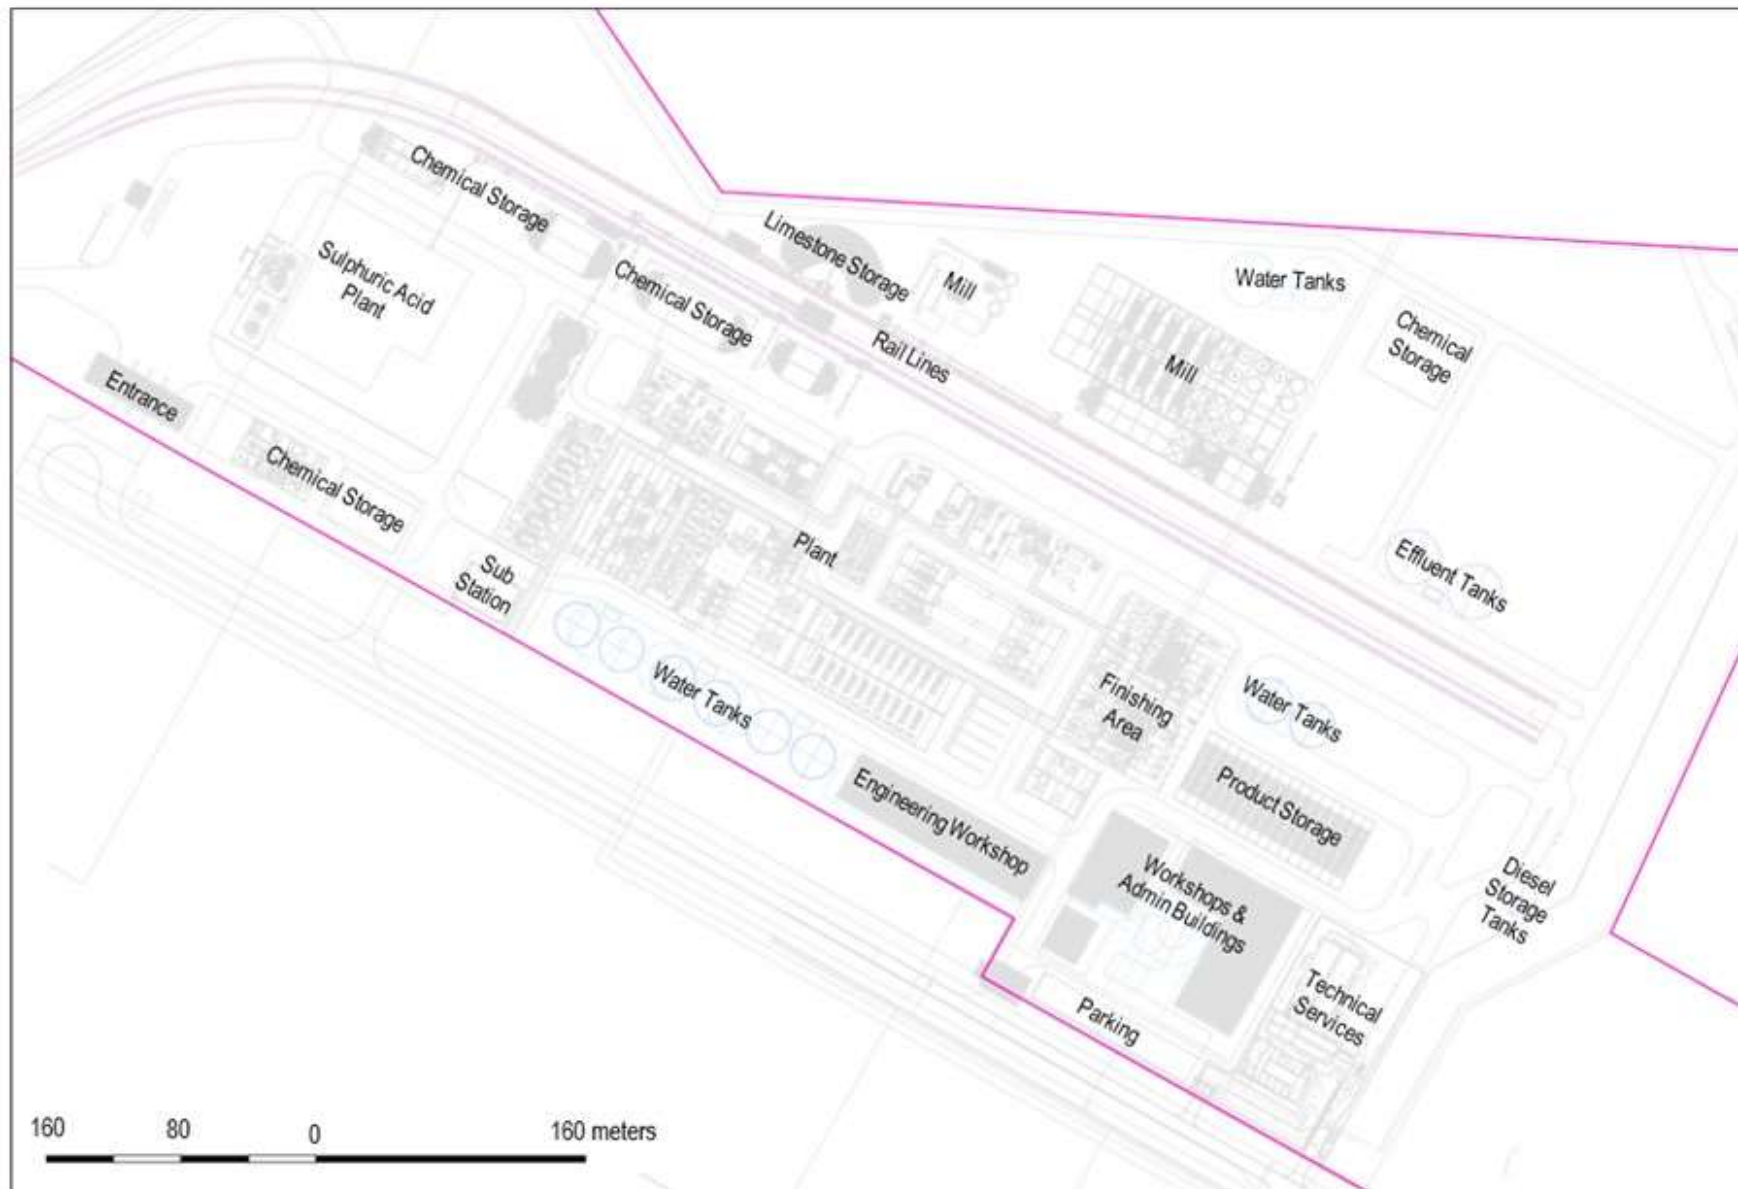 Chemical Storage
Limestone Storage
Sulphuric Acid
Plant
Chemical Storage
Mill
Water Tanks
Rail Lines
Mill
Chemical
Storage
Entrance
Chemical Storage
Sub
Station
Plant
Effluent Tanks
Water Tanks
Finishing
Area
Water Tanks
Engineering Workshop
Product Storage
Workshops &
Admin Buildings
Diesel
Storage
Tanks
Technical
Services
Parking
160 80 0 160 meters